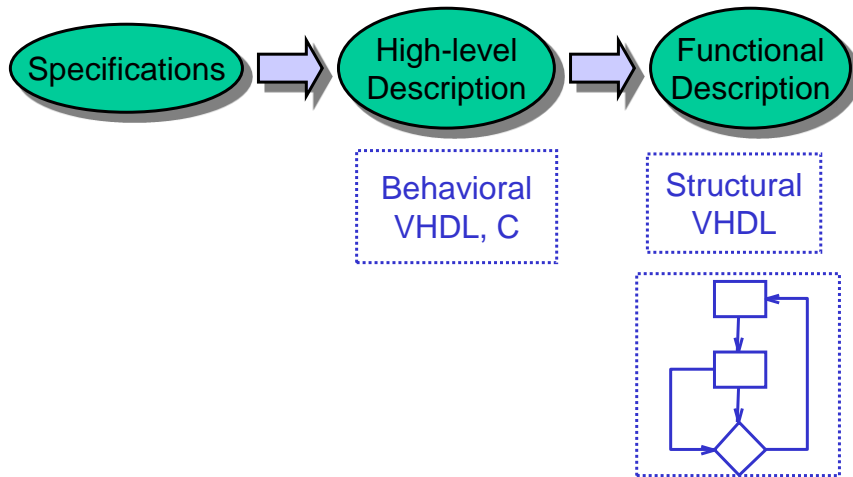 Specifications
High-level
Description
Functional
Description
Behavioral
VHDL, C
Structural
VHDL